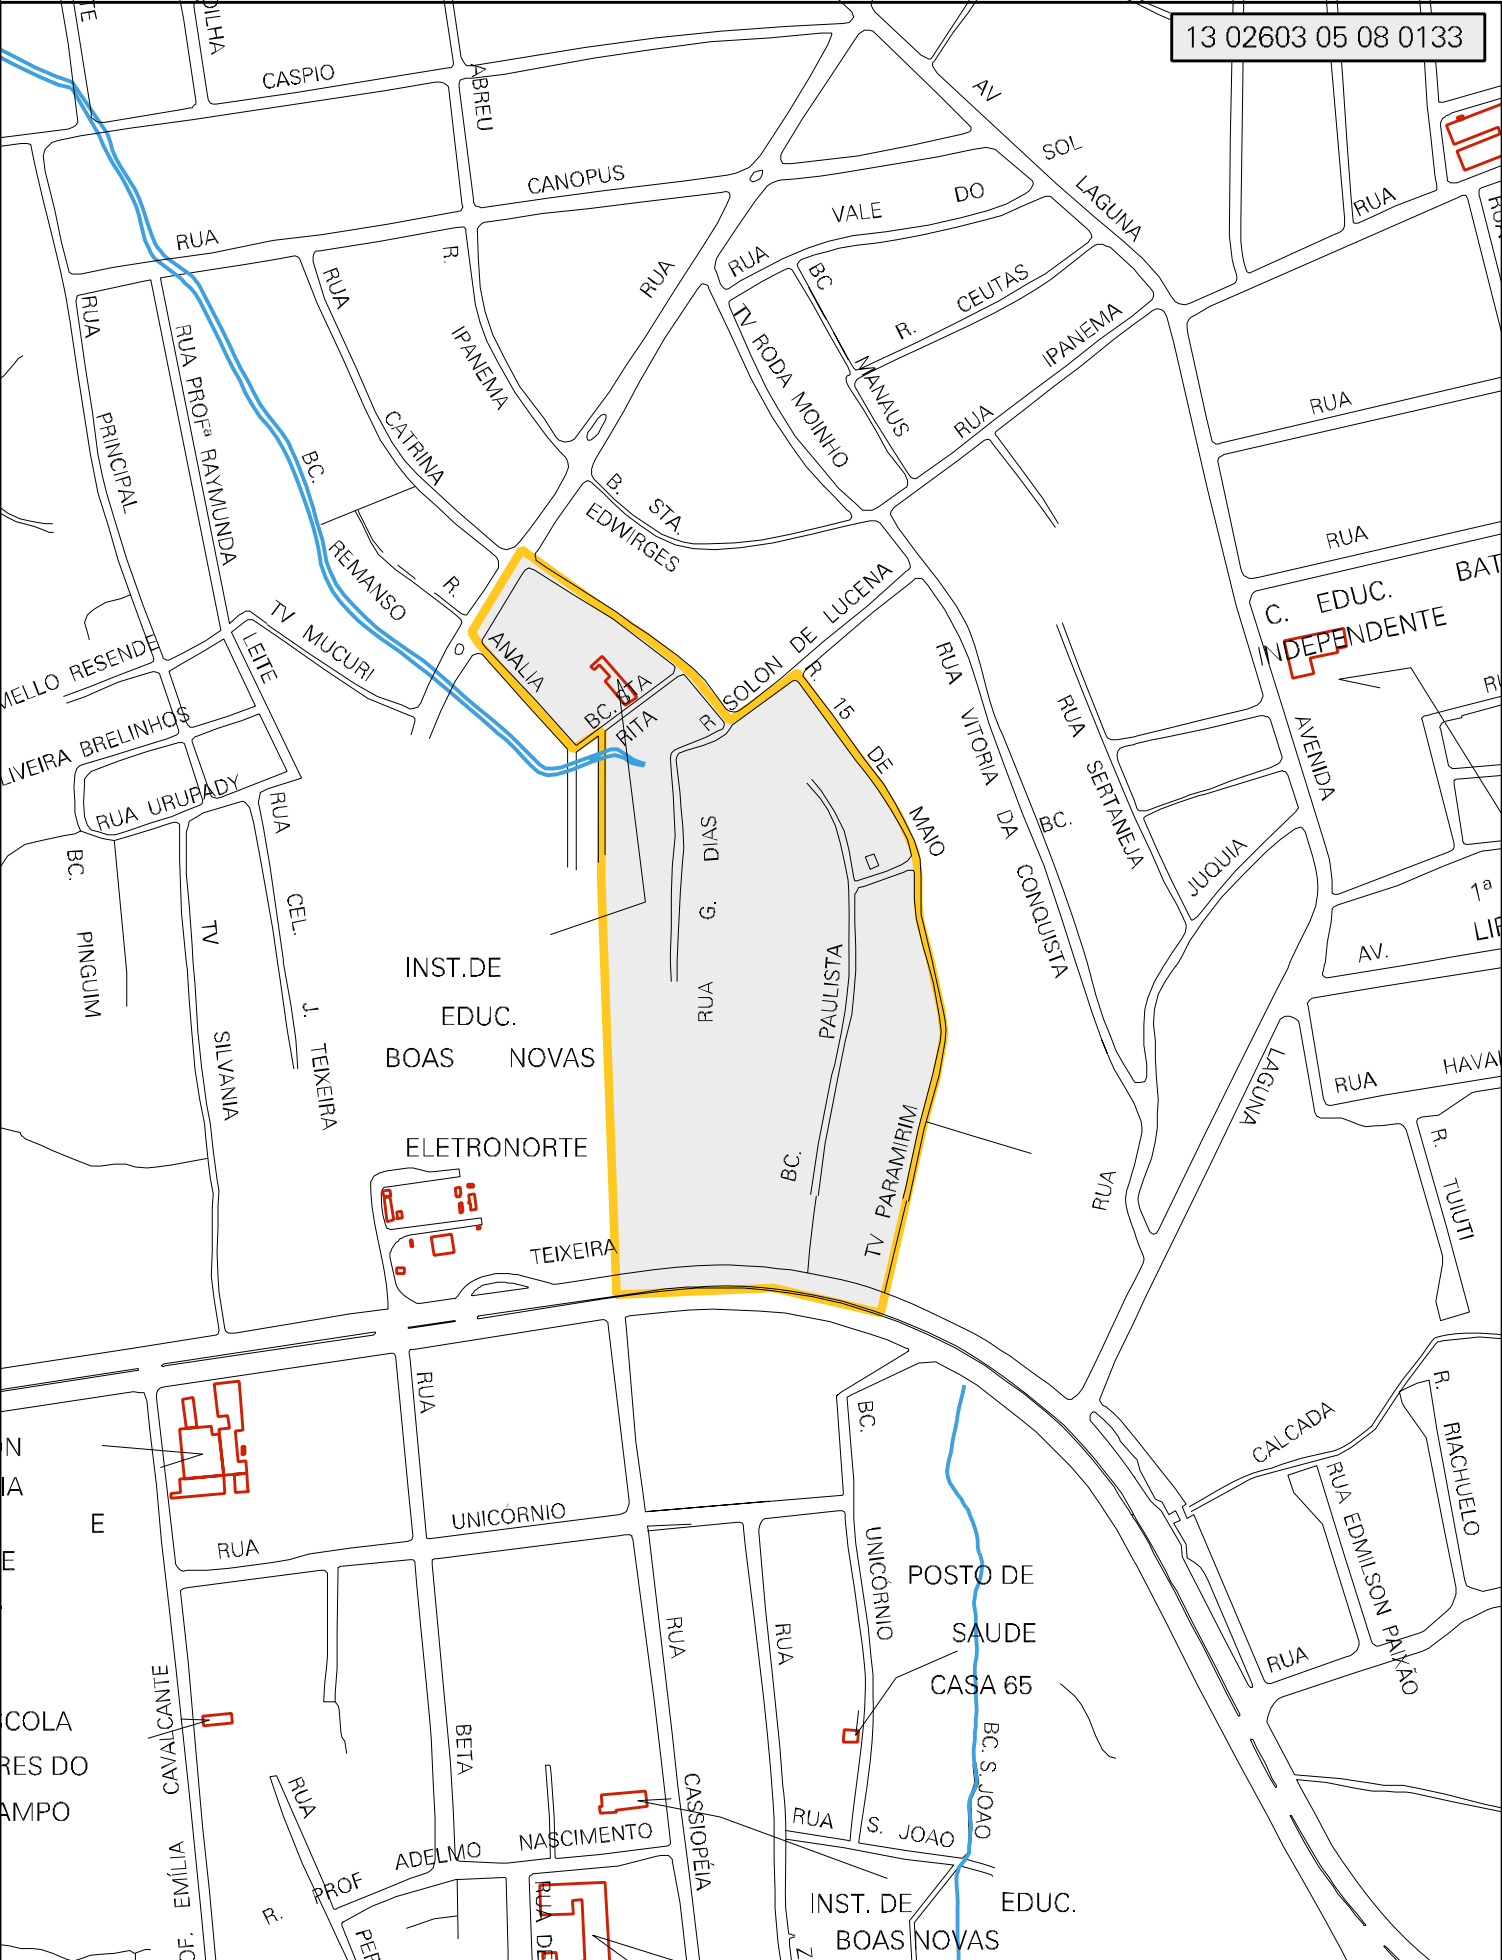 13 02603 05 08 0133
CASPIO
ABREU
AV
SOL
LAGUNA
CANOPUS
VALE DO
RUA
RUA
RUA
RUA
RUA
R.
RUA
BC
CEUTAS
R.
IPANEMA
RUA
IPANEMA
TV RODA MOINHO
MANAUS
RUA PROFª RAYMUNDA
LEITE
PRINCIPAL
CATRINA
BC.
REMANSO
R.
B. STA.
EDWIRGES
RUA
RUA
C. EDUC.
INDEPENDENTE
TV MUCURI
MELLO RESENDE
ANALIA
BC. STA
RITA
R.
SOLON DE LUCENA
R. 15 DE MAIO
RUA VITORIA DA CONQUISTA
RUA SERTANEJA
BC.
JUQUIA
AVENIDA
BRELINHOS
RUA URUPADY
RUA
CEL.
J.
TEIXEIRA
BC. PINGUIM
TV SILVANIA
RUA G. DIAS
BC. PAULISTA
TV PARAMIRIM
INST.DE
EDUC.
BOAS NOVAS
ELETRONORTE
TEIXEIRA
1ª
AV.
RUA
LAGUNA
RUA
R. TUIUTI
CALCADA
R. RIACHUELO
RUA EDMILSON PAIXÃO
RUA
RUA
BETA
BC.
UNICÓRNIO
UNICÓRNIO
RUA
E
RUA
CASSIOPÉIA
RUA
POSTO DE
SAUDE
CASA 65
BC. S. JOAO
RUA S. JOAO
EMÍLIA CAVALCANTE
RUA
R. PROF ADELMO NASCIMENTO
RUA DE
INST. DE EDUC.
BOAS NOVAS